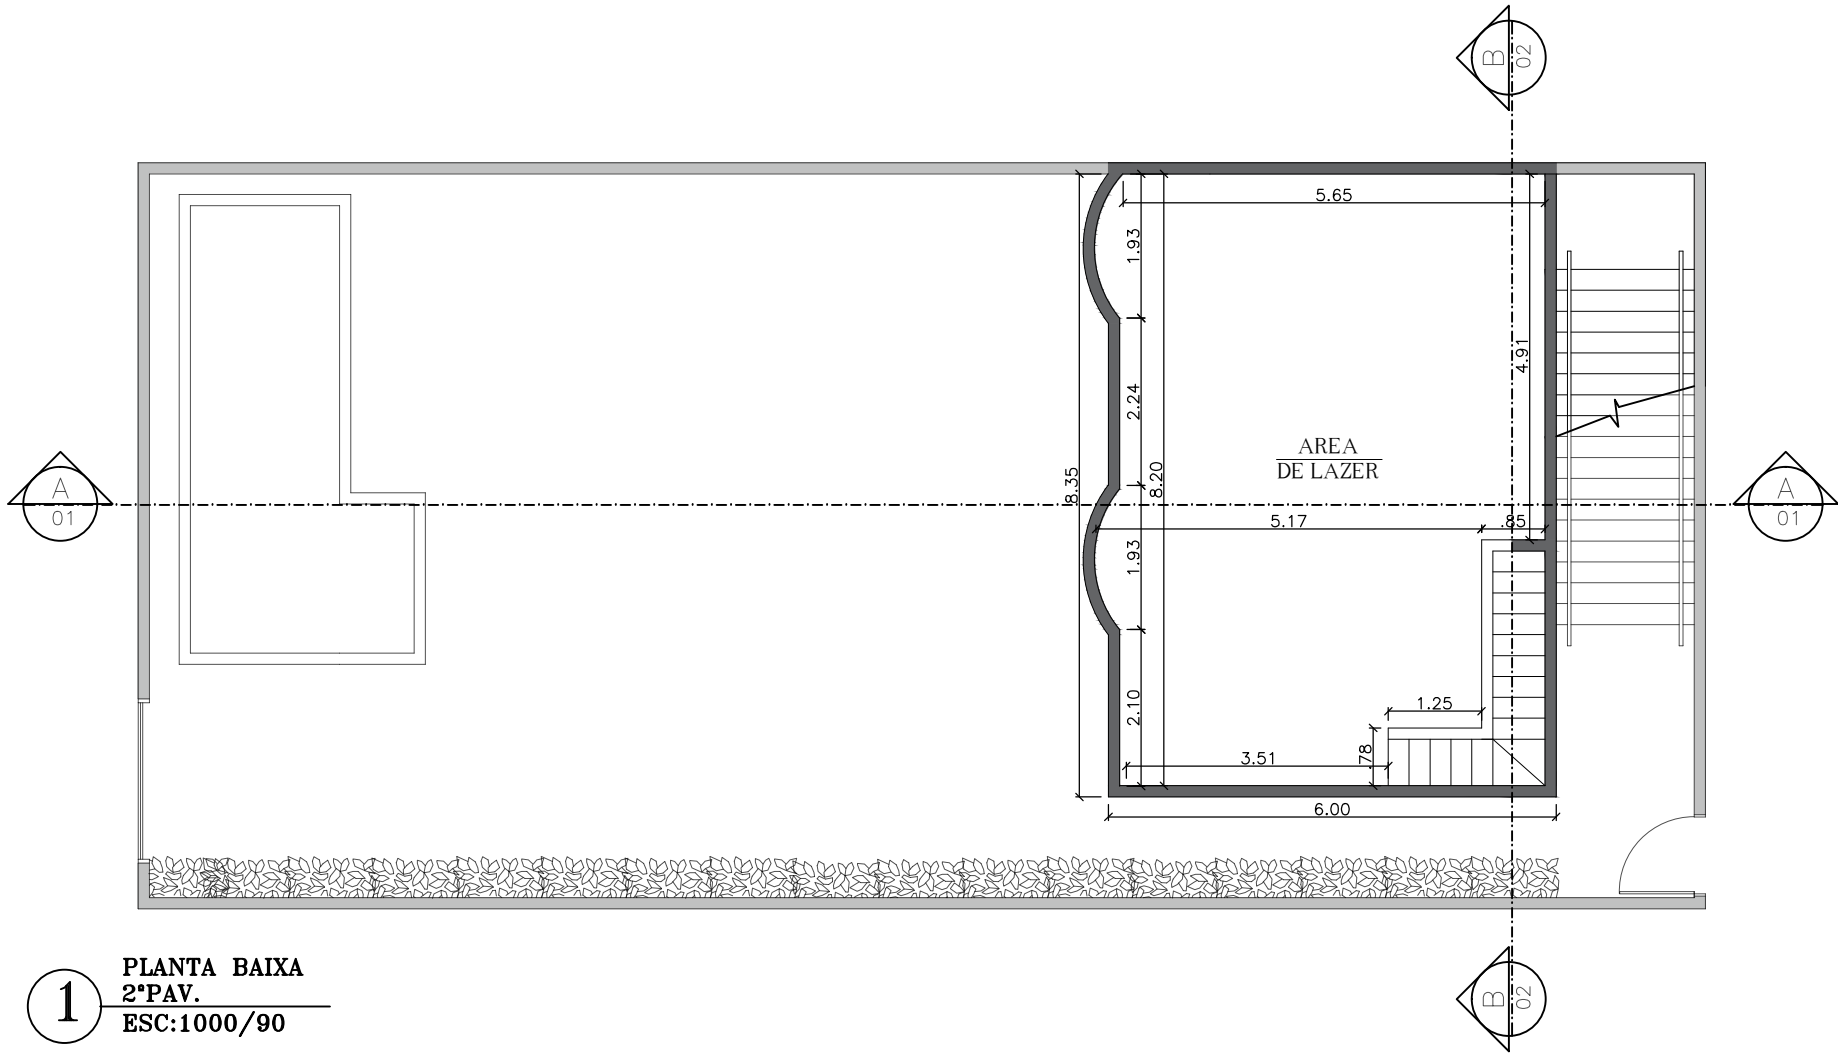 B
02
5.65
1.93
4.91
2.24
AREA
DE LAZER
8.35
8.20
A
01
A
01
5.17
.85
1.93
2.10
1.25
.78
3.51
6.00
1
PLANTA BAIXA
2ªPAV.
ESC:1000/90
B
02